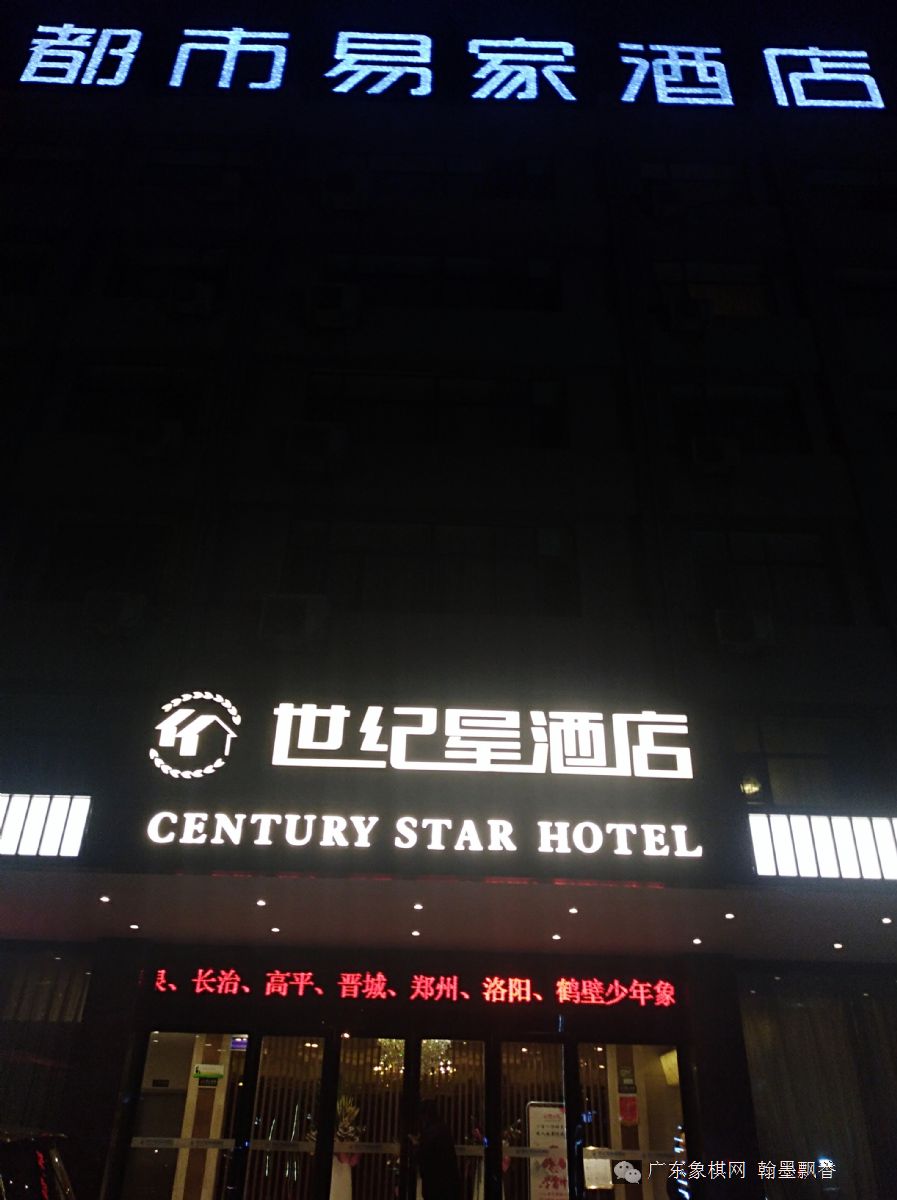 都市易家酒店
世纪星酒店
CENTURY STAR HOTEL
、长治、高平、晋城、郑州、洛阳、鹤壁少年象
广东象棋网 翰墨飘香